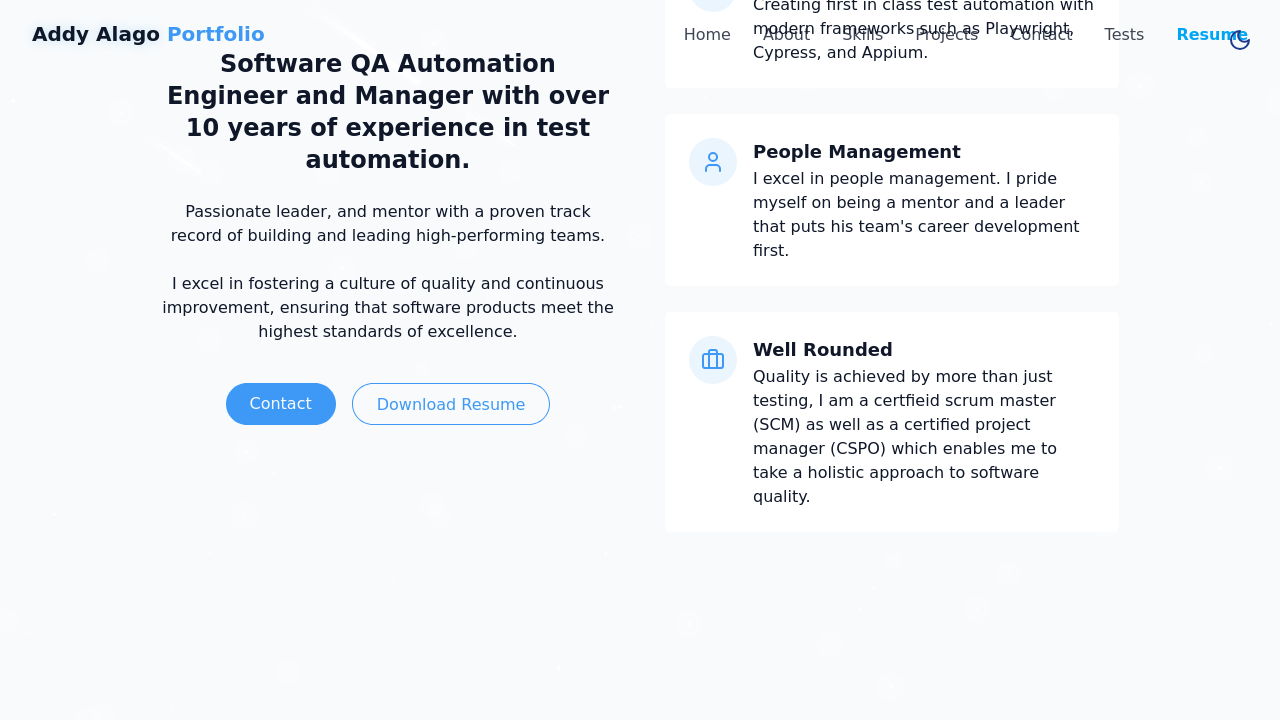 Addy Alago Portfolio
Home
About
Skills
Projects
Contact
Tests
Resume
Software QA Automation
Engineer and Manager with over
10 years of experience in test
automation.
Passionate leader, and mentor with a proven track
record of building and leading high-performing teams.
I excel in fostering a culture of quality and continuous
improvement, ensuring that software products meet the
highest standards of excellence.
Contact
Download Resume
Creating first in class test automation with
modern frameworks such as Playwright,
Cypress, and Appium.
People Management
I excel in people management. I pride
myself on being a mentor and a leader
that puts his team's career development
first.
Well Rounded
Quality is achieved by more than just
testing, I am a certfieid scrum master
(SCM) as well as a certified project
manager (CSPO) which enables me to
take a holistic approach to software
quality.